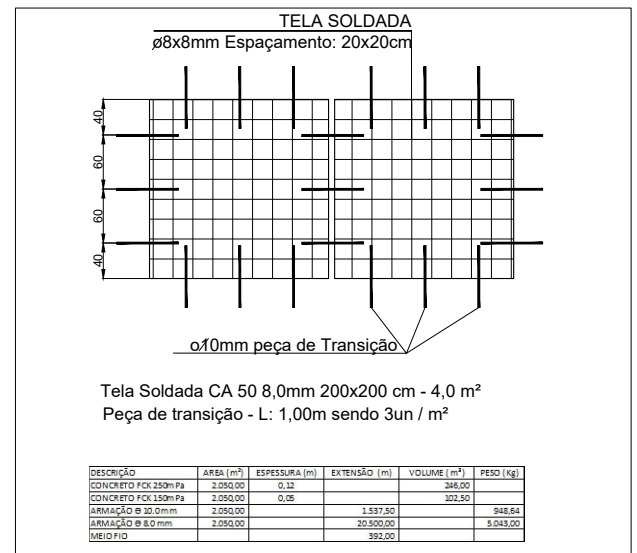 TELA SOLDADA
ø8x8mm Espaçamento: 20x20cm
40
60
60
40
ø10mm peça de Transição
Tela Soldada CA 50 8,0mm 200x200 cm - 4,0 m²
Peça de transição - L: 1,00m sendo 3un / m²
DESCRIÇÃO AREA (m²) ESPESSURA (m) EXTENSÃO (m) VOLUME (m³) PESO (Kg)
CONCRETO FCK 250mPa 2.050,00 0,12 246,00
CONCRETO FCK 150mPa 2.050,00 0,05 102,50
ARMAÇÃO Ө 10.0mm 2.050,00 1.537,50 948,64
ARMAÇÃO Ө 8.0 mm 2.050,00 20.500,00 5.043,00
MEIO FIO 392,00